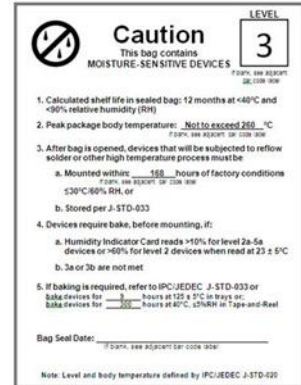 LEVEL
3
Caution
This bag contains
MOISTURE-SENSITIVE DEVICES
If blank, see adjacent
bar code label
1. Calculated shelf life in sealed bag: 12 months at <40°C and
<90% relative humidity (RH)
2. Peak package body temperature: Not to exceed 260 °C
If blank, see adjacent bar code label
3. After bag is opened, devices that will be subjected to reflow
solder or other high temperature process must be
a. Mounted within: 168 hours of factory conditions
If blank, see adjacent bar code label
≤30°C/60% RH, or
b. Stored per J-STD-033
4. Devices require bake, before mounting, if:
a. Humidity Indicator Card reads >10% for level 2a-5a
devices or >60% for level 2 devices when read at 23 ± 5°C
b. 3a or 3b are not met
5. If baking is required, refer to IPC/JEDEC J-STD-033 or
bake devices for hours at 125 ± 5°C in trays or;
bake devices for hours at 40°C, ≤5%RH in Tape-and-Reel
Bag Seal Date:
If blank, see adjacent bar code label
Note: Level and body temperature defined by IPC/JEDEC J-STD-020